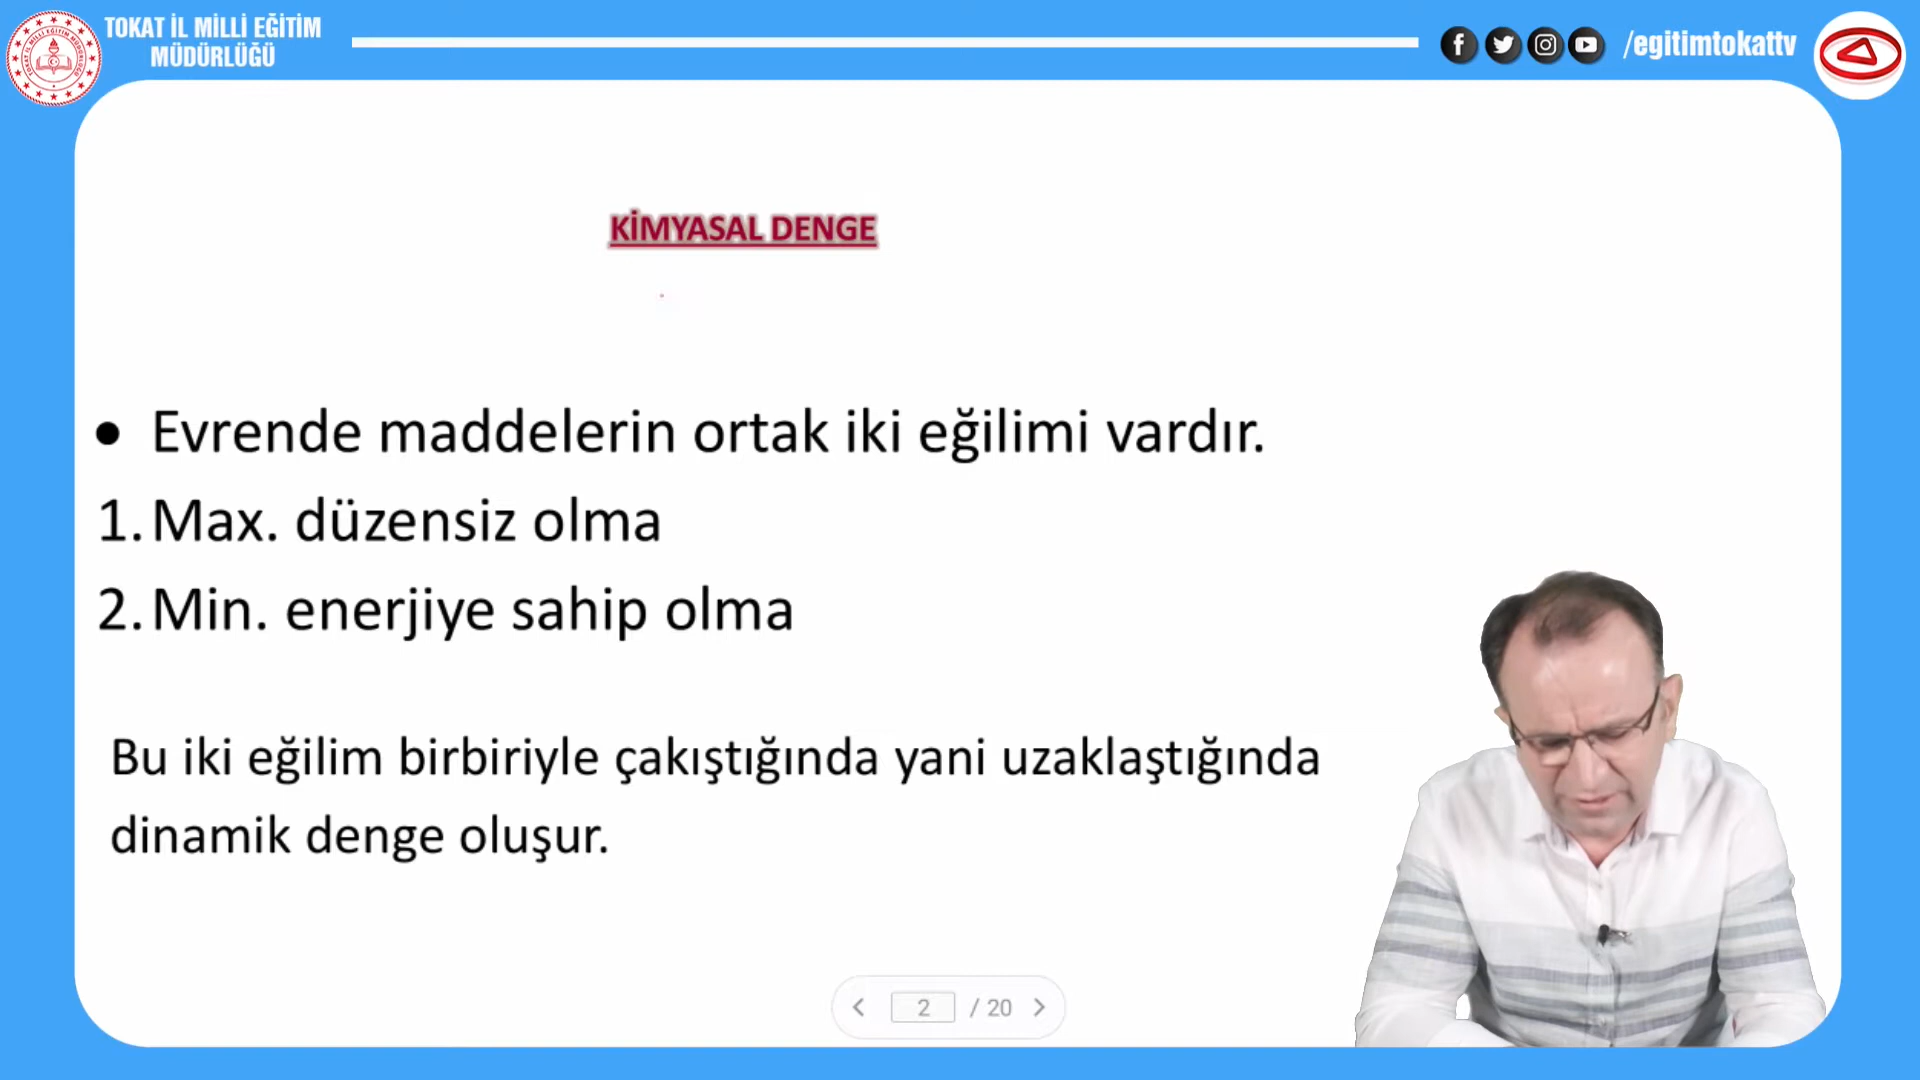 TOKAT İL MİLLİ EĞİTİM
MÜDÜRLÜĞÜ
/egitimtokattv
KİMYASAL DENGE
• Evrende maddelerin ortak iki eğilimi vardır.
1. Max. düzensiz olma
2. Min. enerjiye sahip olma
Bu iki eğilim birbiriyle çakıştığında yani uzaklaştığında
dinamik denge oluşur.
2 / 20